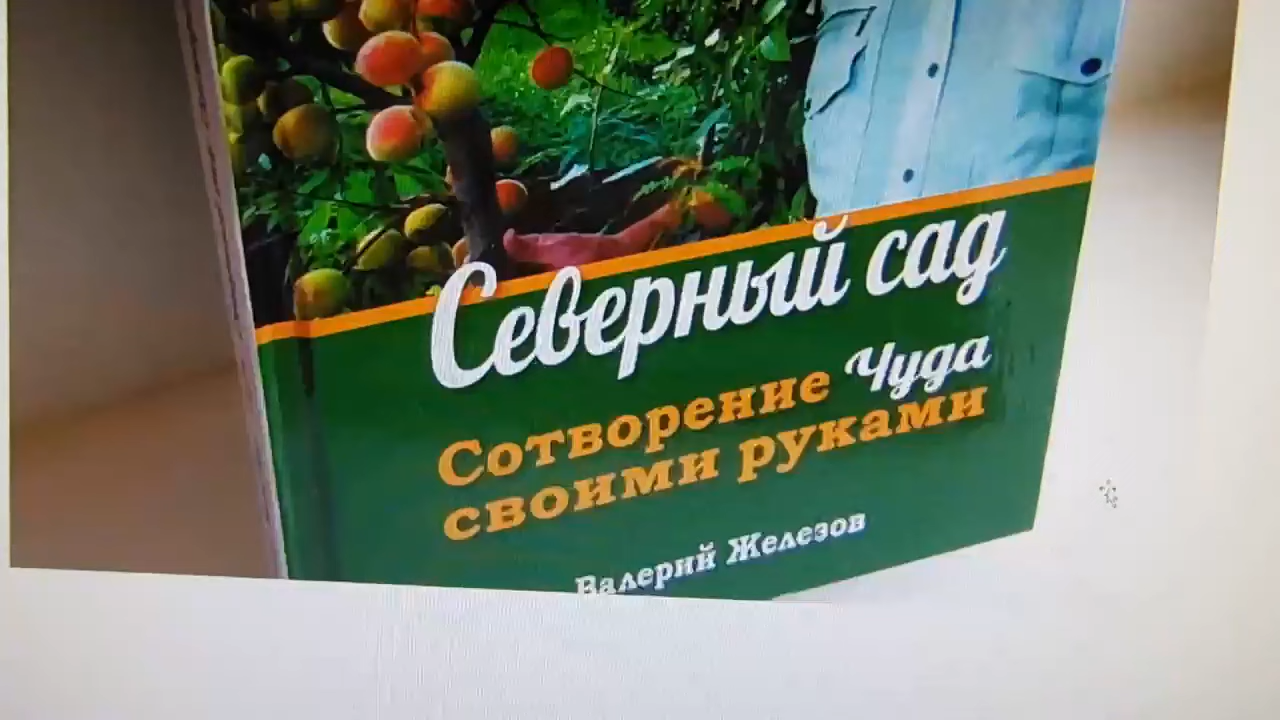 Северный сад
Сотворение Чуда
своими руками
Валерий Железов